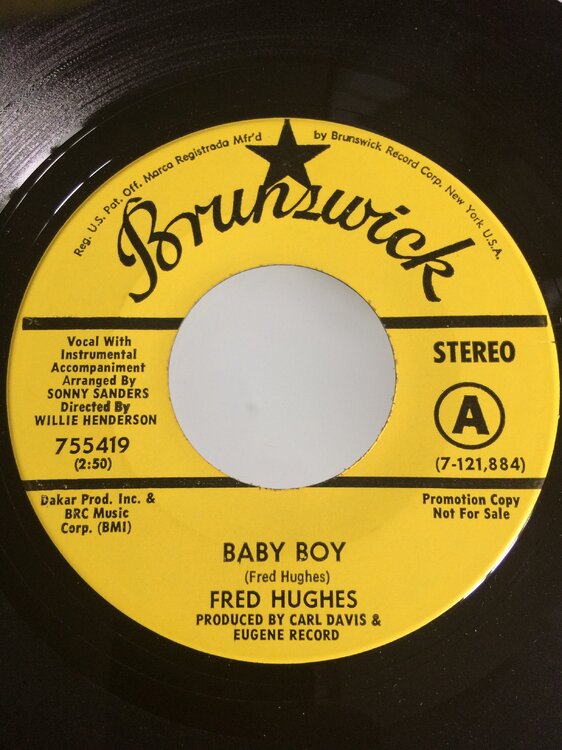 Reg. U.S. Pat. Off. Marca Registrada Mfr'd by Brunswick Record Corp. New York U.S.A.
Brunswick
Vocal With
Instrumental
Accompaniment
Arranged By
SONNY SANDERS
Directed By
WILLIE HENDERSON
755419
(2:50)
STEREO
A
(7-121,884)
Dakar Prod. Inc. &
BRC Music
Corp. (BMI)
Promotion Copy
Not For Sale
BABY BOY
(Fred Hughes)
FRED HUGHES
PRODUCED BY CARL DAVIS &
EUGENE RECORD